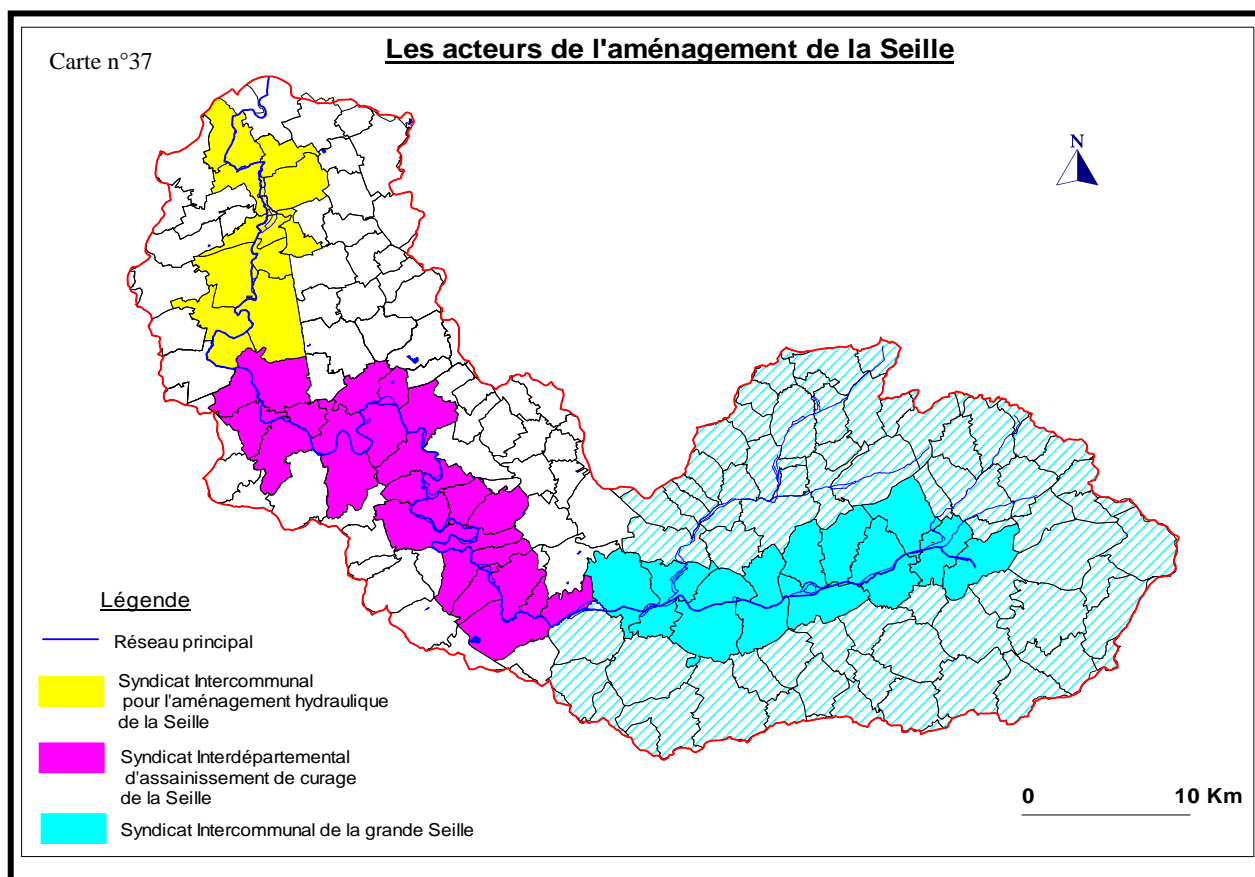 Carte n°37
Les acteurs de l'aménagement de la Seille
N
Légende
Réseau principal
Syndicat Intercommunal
pour l'aménagement hydraulique
de la Seille
Syndicat Interdépartemental
d'assainissement de curage
de la Seille
Syndicat Intercommunal de la grande Seille
0 10 Km